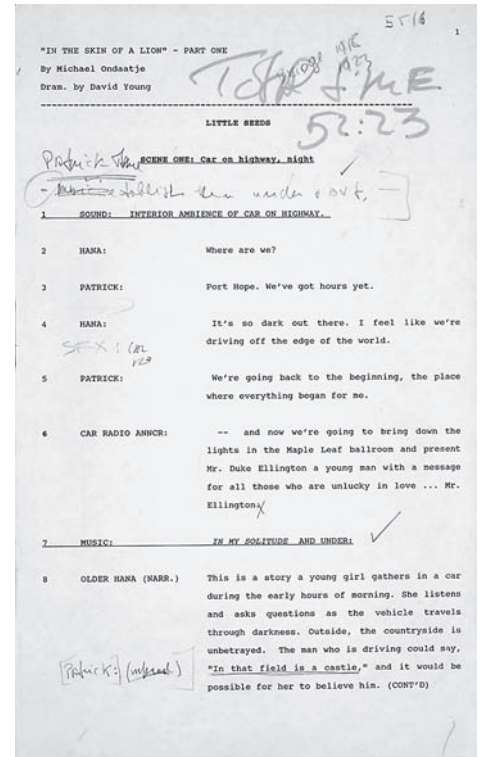 5516
1
"IN THE SKIN OF A LION" - PART ONE
By Michael Ondaatje
Dram. by David Young
TIME
52:23
LITTLE SEEDS
Patrick
SCENE ONE: Car on highway, night
establish then under + out,
1 SOUND: INTERIOR AMBIENCE OF CAR ON HIGHWAY.
2 HANA: Where are we?
3 PATRICK: Port Hope. We've got hours yet.
4 HANA: It's so dark out there. I feel like we're
driving off the edge of the world.
SFX: CAR
5 PATRICK: We're going back to the beginning, the place
where everything began for me.
6 CAR RADIO ANNCR: -- and now we're going to bring down the
lights in the Maple Leaf ballroom and present
Mr. Duke Ellington a young man with a message
for all those who are unlucky in love ... Mr.
Ellington.
7 MUSIC: IN MY SOLITUDE AND UNDER:
8 OLDER HANA (NARR.) This is a story a young girl gathers in a car
during the early hours of morning. She listens
and asks questions as the vehicle travels
through darkness. Outside, the countryside is
unbetrayed. The man who is driving could say,
"In that field is a castle," and it would be
Patrick:
possible for her to believe him. (CONT'D)